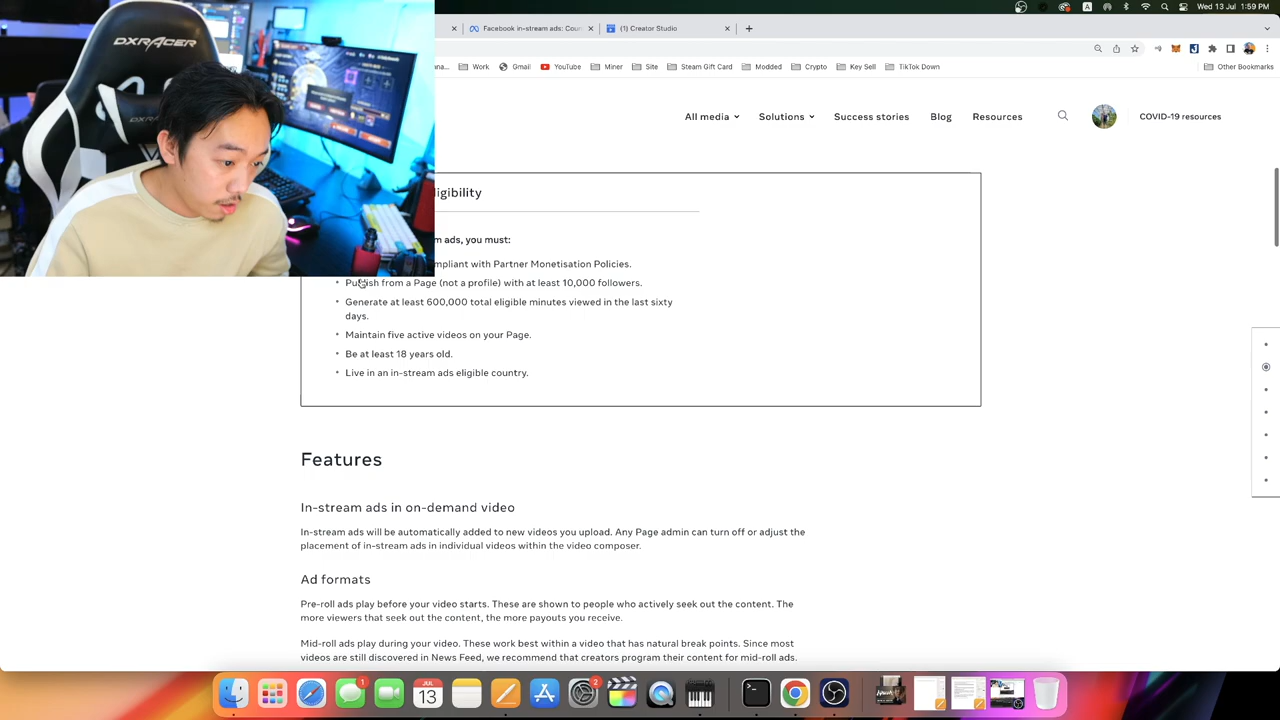 Wed 13 Jul 1:59 PM
Facebook in-stream ads: Cour
(1) Creator Studio
Work
Gmail
YouTube
Miner
Site
Steam Gift Card
Modded
Crypto
Key Sell
TikTok Down
Other Bookmarks
DXRACER
All media
Solutions
Success stories
Blog
Resources
COVID-19 resources
ligibility
m ads, you must:
mpliant with Partner Monetisation Policies.
• Publish from a Page (not a profile) with at least 10,000 followers.
• Generate at least 600,000 total eligible minutes viewed in the last sixty
days.
• Maintain five active videos on your Page.
• Be at least 18 years old.
• Live in an in-stream ads eligible country.
Features
In-stream ads in on-demand video
In-stream ads will be automatically added to new videos you upload. Any Page admin can turn off or adjust the
placement of in-stream ads in individual videos within the video composer.
Ad formats
Pre-roll ads play before your video starts. These are shown to people who actively seek out the content. The
more viewers that seek out the content, the more payouts you receive.
Mid-roll ads play during your video. These work best within a video that has natural break points. Since most
videos are still discovered in News Feed, we recommend that creators program their content for mid-roll ads.
1
JUL
13
2